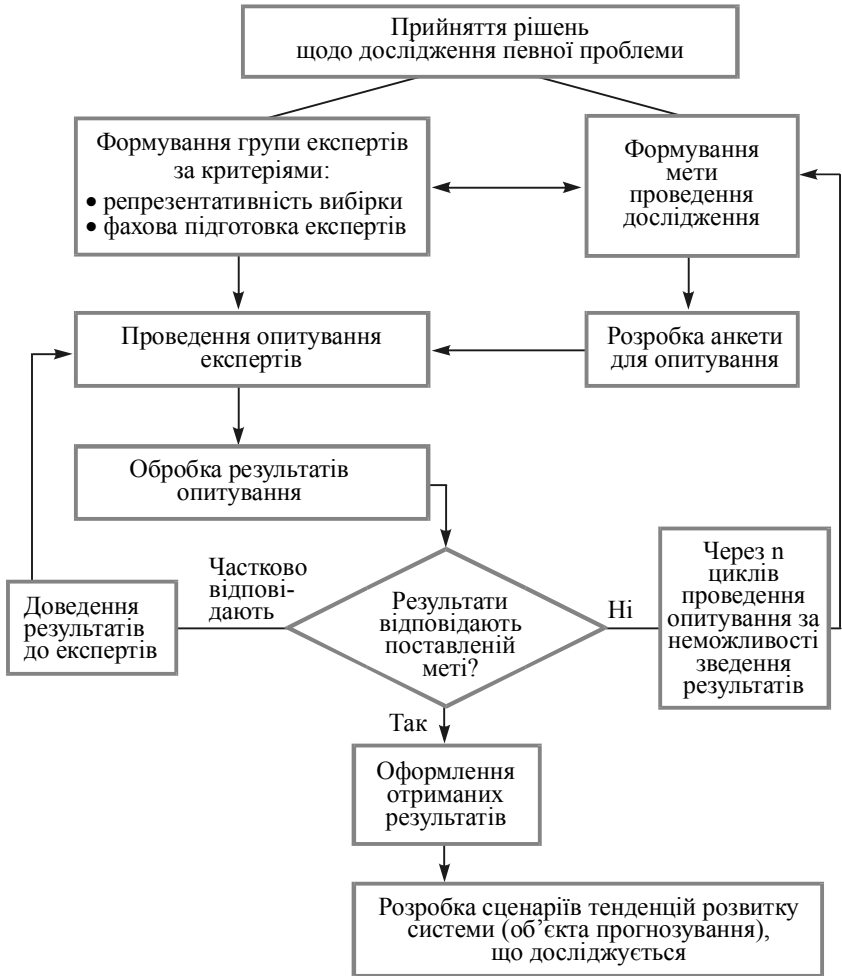 Прийняття рішень
щодо дослідження певної проблеми
Формування групи експертів
за критеріями:
• репрезентативність вибірки
• фахова підготовка експертів
Формування
мети
проведення
дослідження
Проведення опитування
експертів
Розробка анкети
для опитування
Обробка результатів
опитування
Частково
відпові-
дають
Доведення
результатів
до експертів
Результати
відповідають
поставленій
меті?
Ні
Через n
циклів
проведення
опитування за
неможливості
зведення
результатів
Так
Оформлення
отриманих
результатів
Розробка сценаріїв тенденцій розвитку
системи (об’єкта прогнозування),
що досліджується